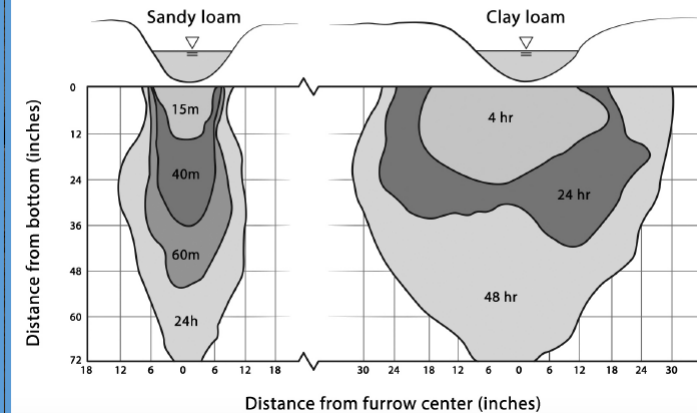 Sandy loam
Clay loam
Distance from bottom (inches)
0
12
24
36
48
60
72
15m
40m
60m
24h
4 hr
24 hr
48 hr
18 12 6 0 6 12 18
30 24 18 12 6 0 6 12 18 24 30
Distance from furrow center (inches)